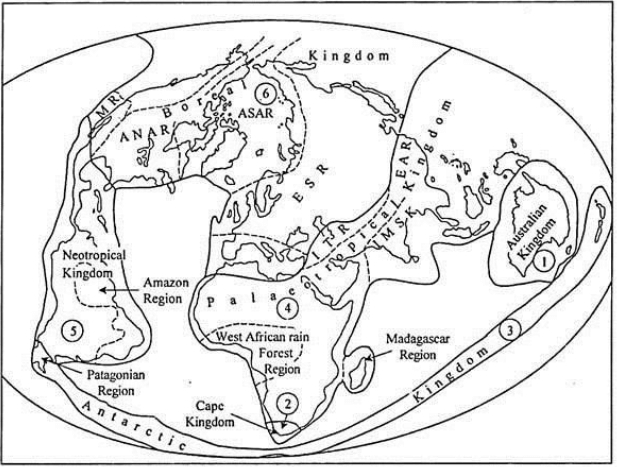 Boreal Kingdom
6
MR
ANAR
ASAR
ESR
EAR
TR
IMSK
Palaeotropical Kingdom
4
Neotropical
Kingdom
Amazon
Region
5
Patagonian
Region
West African rain
Forest
Region
Madagascar
Region
Cape
Kingdom
2
Australian
Kingdom
1
Antarctic Kingdom
3